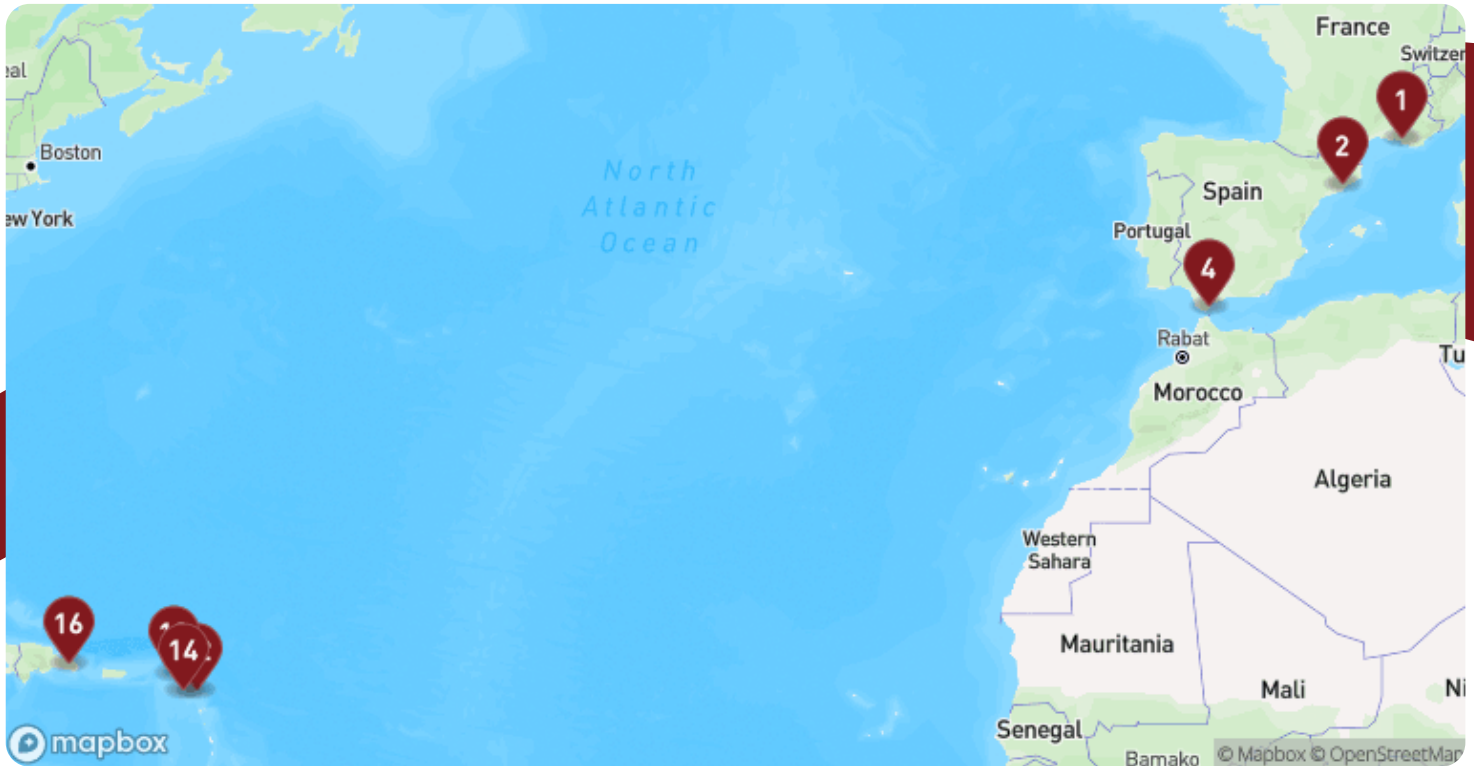 France
Switzer
eal
1
2
Boston
North
Atlantic
Ocean
Spain
ew York
Portugal
4
Rabat
Tu
Morocco
Algeria
Western
Sahara
16
14
Mauritania
Mali
Ni
Senegal
mapbox
Bamako
© Mapbox © OpenStreetMap